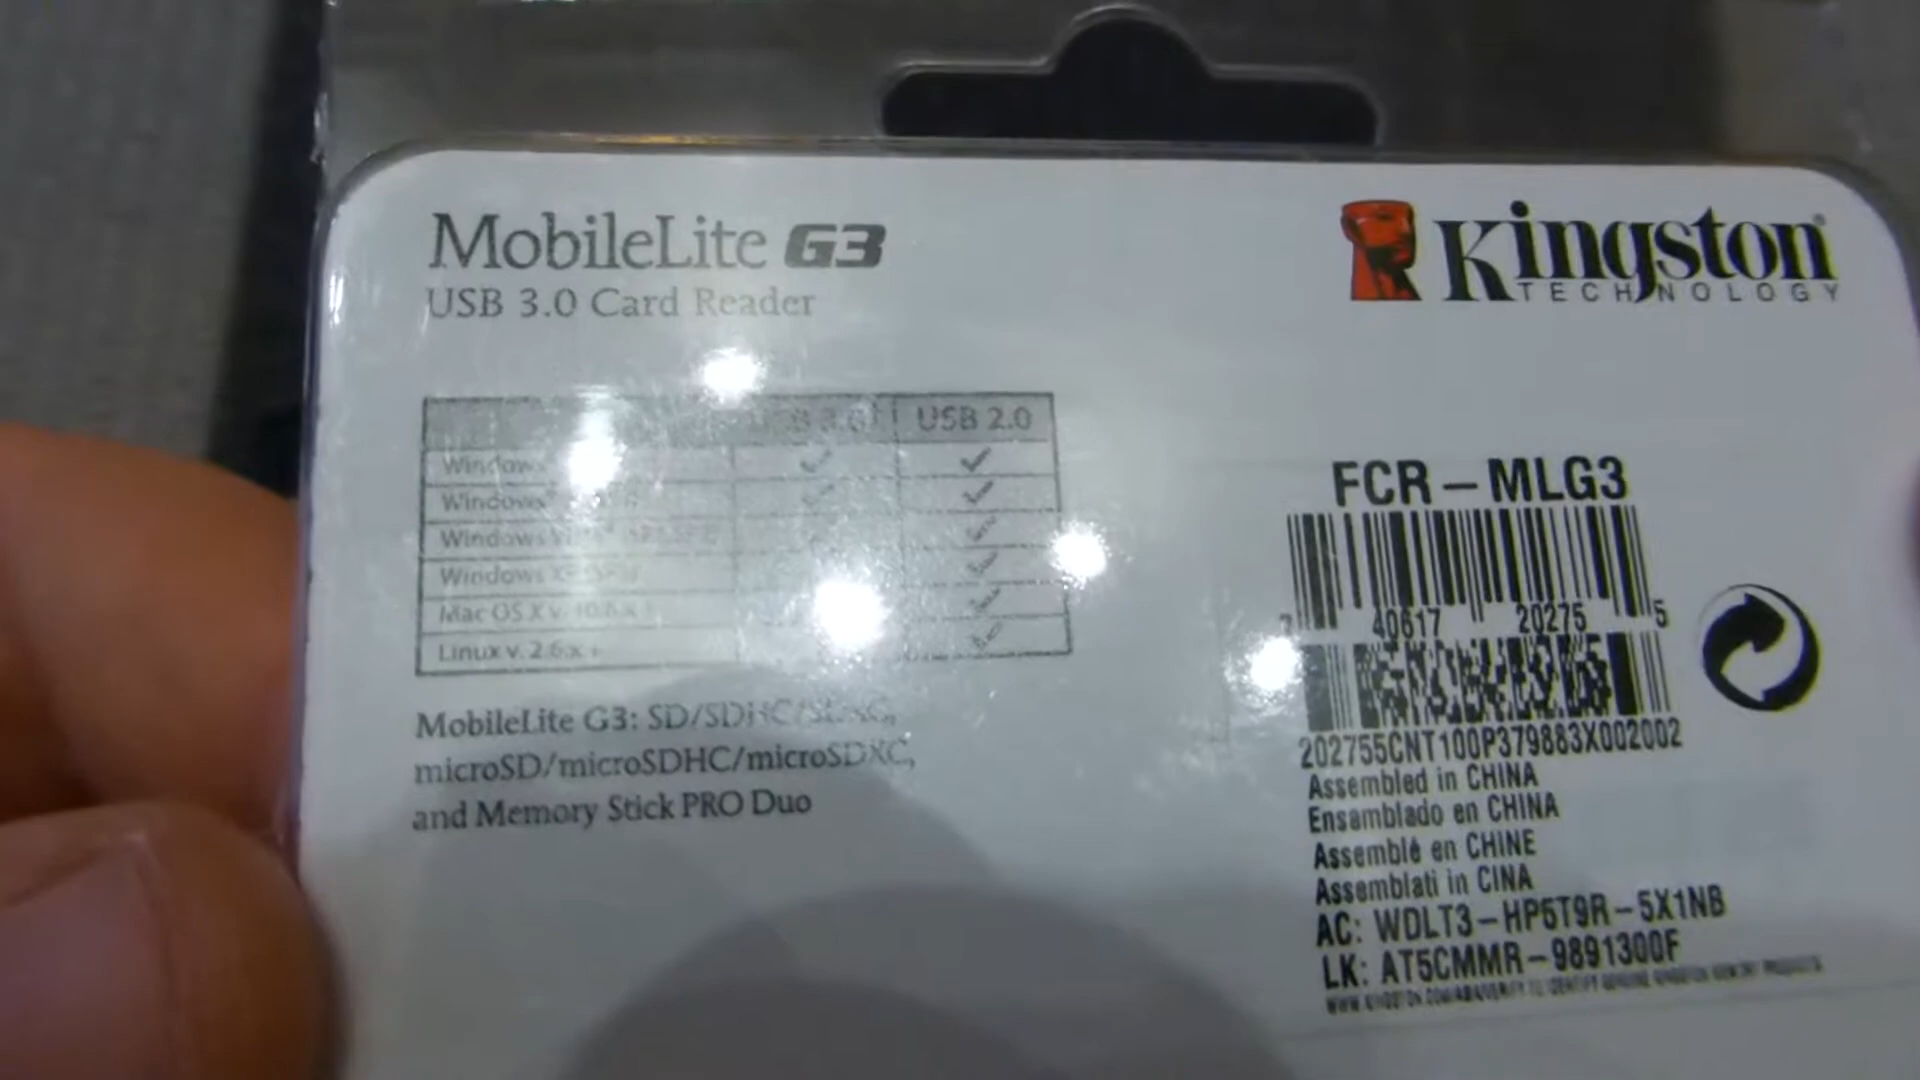 MobileLite G3
USB 3.0 Card Reader
Kingston®
TECHNOLOGY
USB 2.0
Windows
Windows
Windows
Mac OS X v. 10.6.x +
Linux v. 2.6.x +
MobileLite G3: SD/SDHC/SDXC,
microSD/microSDHC/microSDXC,
and Memory Stick PRO Duo
FCR-MLG3
7 40617 20275 5
202755CNT100P379883X002002
Assembled in CHINA
Ensamblado en CHINA
Assemblé en CHINE
Assemblati in CINA
AC: WDLT3-HP5T9R-5X1NB
LK: AT5CMMR-9891300F